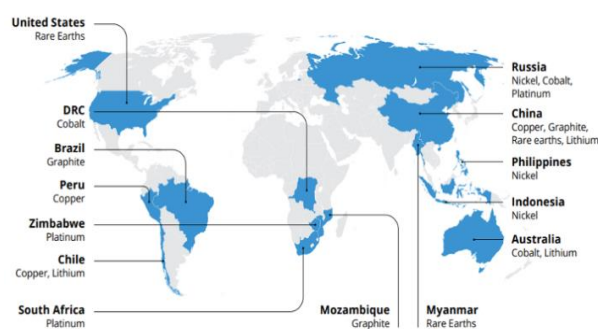 United States
Rare Earths
DRC
Cobalt
Brazil
Graphite
Peru
Copper
Zimbabwe
Platinum
Chile
Copper, Lithium
South Africa
Platinum
Mozambique
Graphite
Myanmar
Rare Earths
Russia
Nickel, Cobalt,
Platinum
China
Copper, Graphite,
Rare earths, Lithium
Philippines
Nickel
Indonesia
Nickel
Australia
Cobalt, Lithium